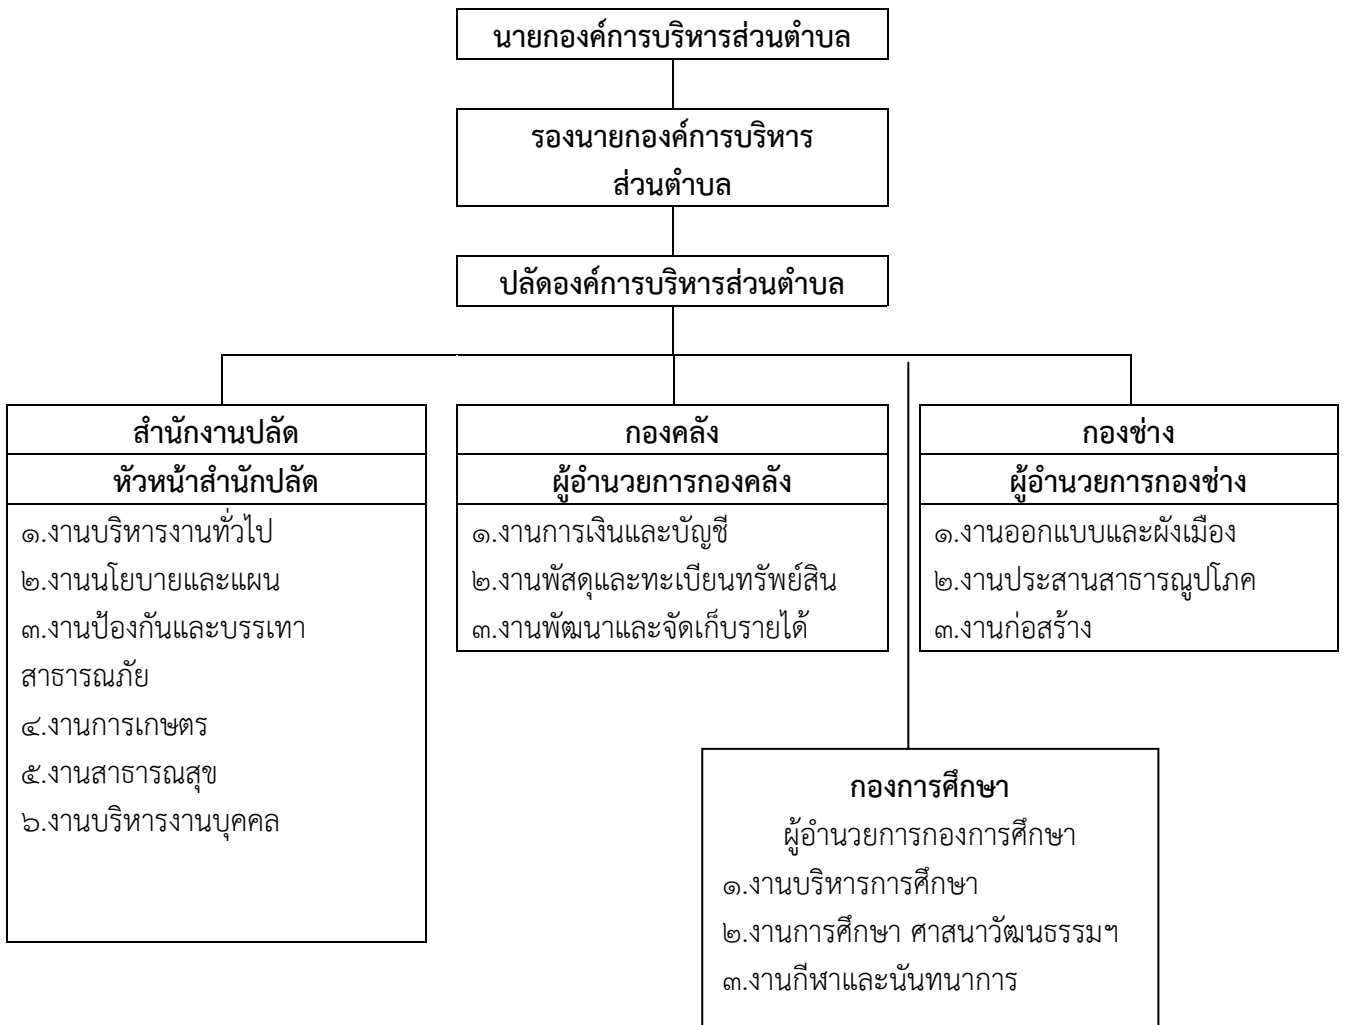 นายกองค์การบริหารส่วนตำบล
รองนายกองค์การบริหาร
ส่วนตำบล
ปลัดองค์การบริหารส่วนตำบล
สำนักงานปลัด
หัวหน้าสำนักปลัด
๑.งานบริหารงานทั่วไป
๒.งานนโยบายและแผน
๓.งานป้องกันและบรรเทา
สาธารณภัย
๔.งานการเกษตร
๕.งานสาธารณสุข
๖.งานบริหารงานบุคคล
กองคลัง
ผู้อำนวยการกองคลัง
๑.งานการเงินและบัญชี
๒.งานพัสดุและทะเบียนทรัพย์สิน
๓.งานพัฒนาและจัดเก็บรายได้
กองช่าง
ผู้อำนวยการกองช่าง
๑.งานออกแบบและผังเมือง
๒.งานประสานสาธารณูปโภค
๓.งานก่อสร้าง
กองการศึกษา
ผู้อำนวยการกองการศึกษา
๑.งานบริหารการศึกษา
๒.งานการศึกษา ศาสนาวัฒนธรรมฯ
๓.งานกีฬาและนันทนาการ